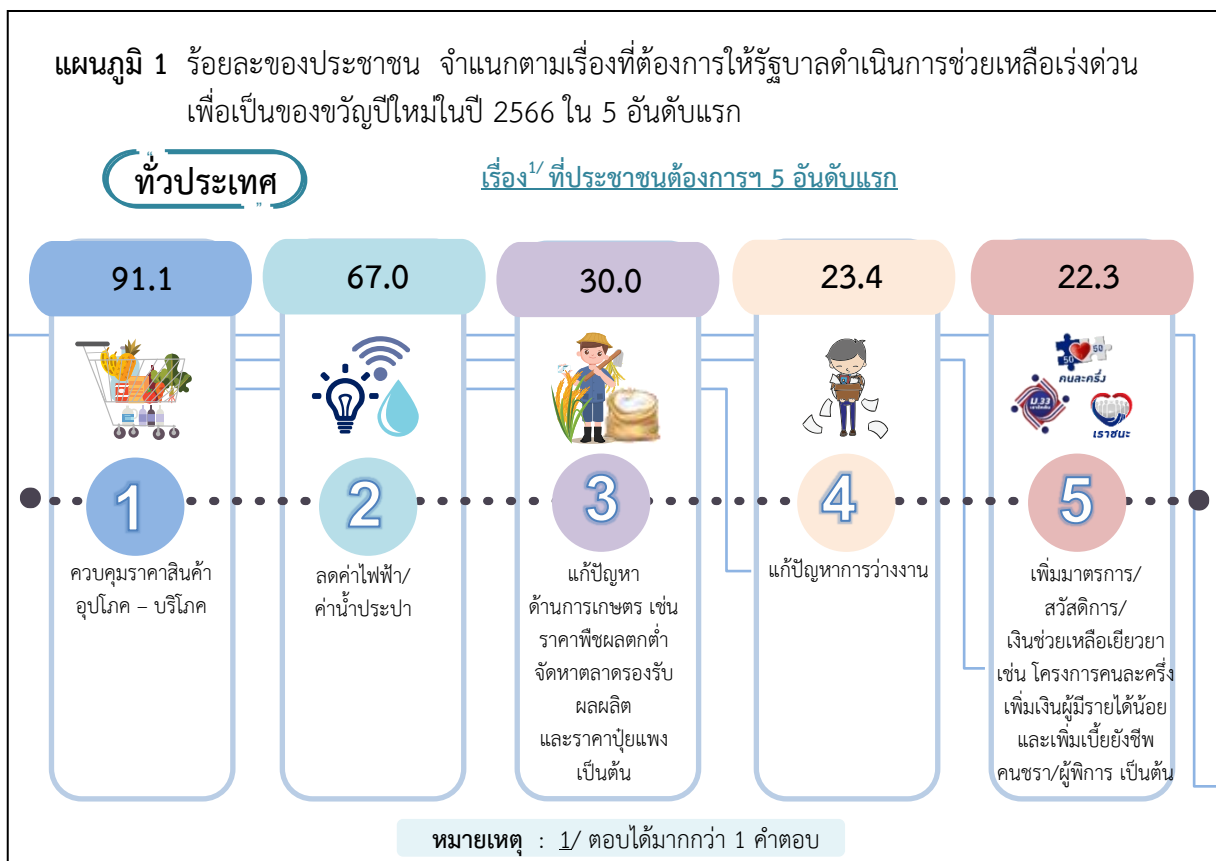 แผนภูมิ 1 ร้อยละของประชาชน จำแนกตามเรื่องที่ต้องการให้รัฐบาลดำเนินการช่วยเหลือเร่งด่วน
เพื่อเป็นของขวัญปีใหม่ในปี 2566 ใน 5 อันดับแรก
ทั่วประเทศ
เรื่อง1/ ที่ประชาชนต้องการฯ 5 อันดับแรก
91.1
67.0
30.0
23.4
22.3
50 50
คนละครึ่ง
ม.33
เราชนะ
1
2
3
4
5
ควบคุมราคาสินค้า
อุปโภค – บริโภค
ลดค่าไฟฟ้า/
ค่าน้ำประปา
แก้ปัญหา
ด้านการเกษตร เช่น
ราคาพืชผลตกต่ำ
จัดหาตลาดรองรับ
ผลผลิต
และราคาปุ๋ยแพง
เป็นต้น
แก้ปัญหาการว่างงาน
เพิ่มมาตรการ/
สวัสดิการ/
เงินช่วยเหลือเยียวยา
เช่น โครงการคนละครึ่ง
เพิ่มเงินผู้มีรายได้น้อย
และเพิ่มเบี้ยยังชีพ
คนชรา/ผู้พิการ เป็นต้น
หมายเหตุ : 1/ ตอบได้มากกว่า 1 คำตอบ